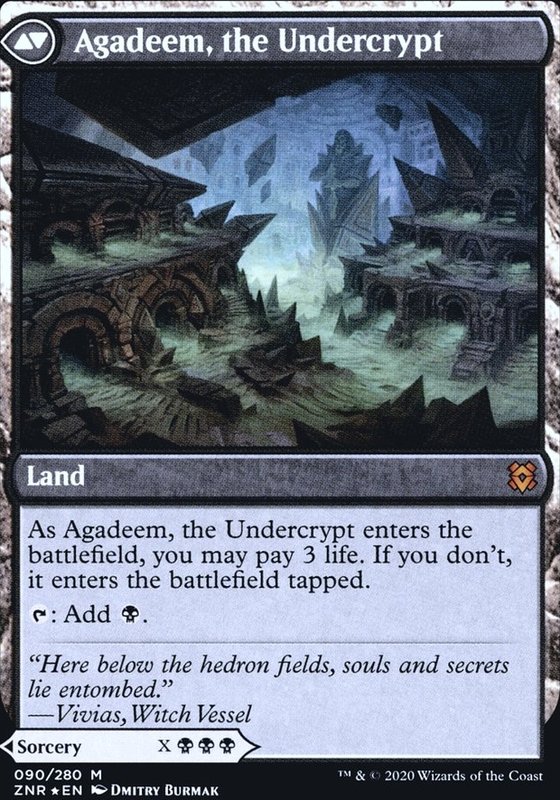 Agadeem, the Undercrypt
Land
As Agadeem, the Undercrypt enters the
battlefield, you may pay 3 life. If you don't,
it enters the battlefield tapped.
: Add .
“Here below the hedron fields, souls and secrets
lie entombed.”
—Vivias, Witch Vessel
Sorcery X
090/280 M
ZNR ★ EN Dmitry Burmak
™ & © 2020 Wizards of the Coast